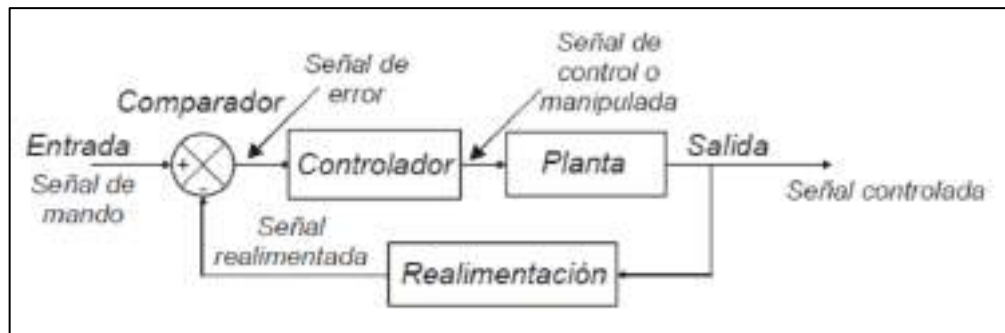 Señal de
error
Señal de
control o
manipulada
Comparador
Entrada
Señal de
mando
+
-
Controlador
Planta
Salida
Señal controlada
Señal
realimentada
Realimentación